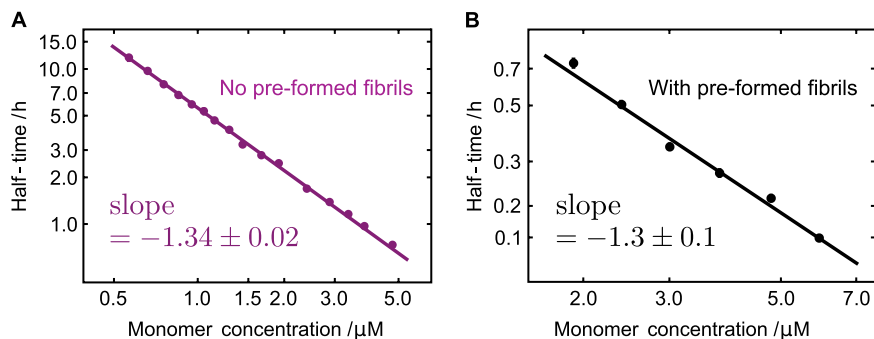 A
Half-time /h
15.0
10.0
7.0
5.0
3.0
2.0
1.0
No pre-formed fibrils
slope
= −1.34 ± 0.02
0.5 1.0 1.5 2.0 3.0 5.0
Monomer concentration /μM
B
Half-time /h
0.7
0.5
0.3
0.2
0.1
With pre-formed fibrils
slope
= −1.3 ± 0.1
2.0 3.0 5.0 7.0
Monomer concentration /μM